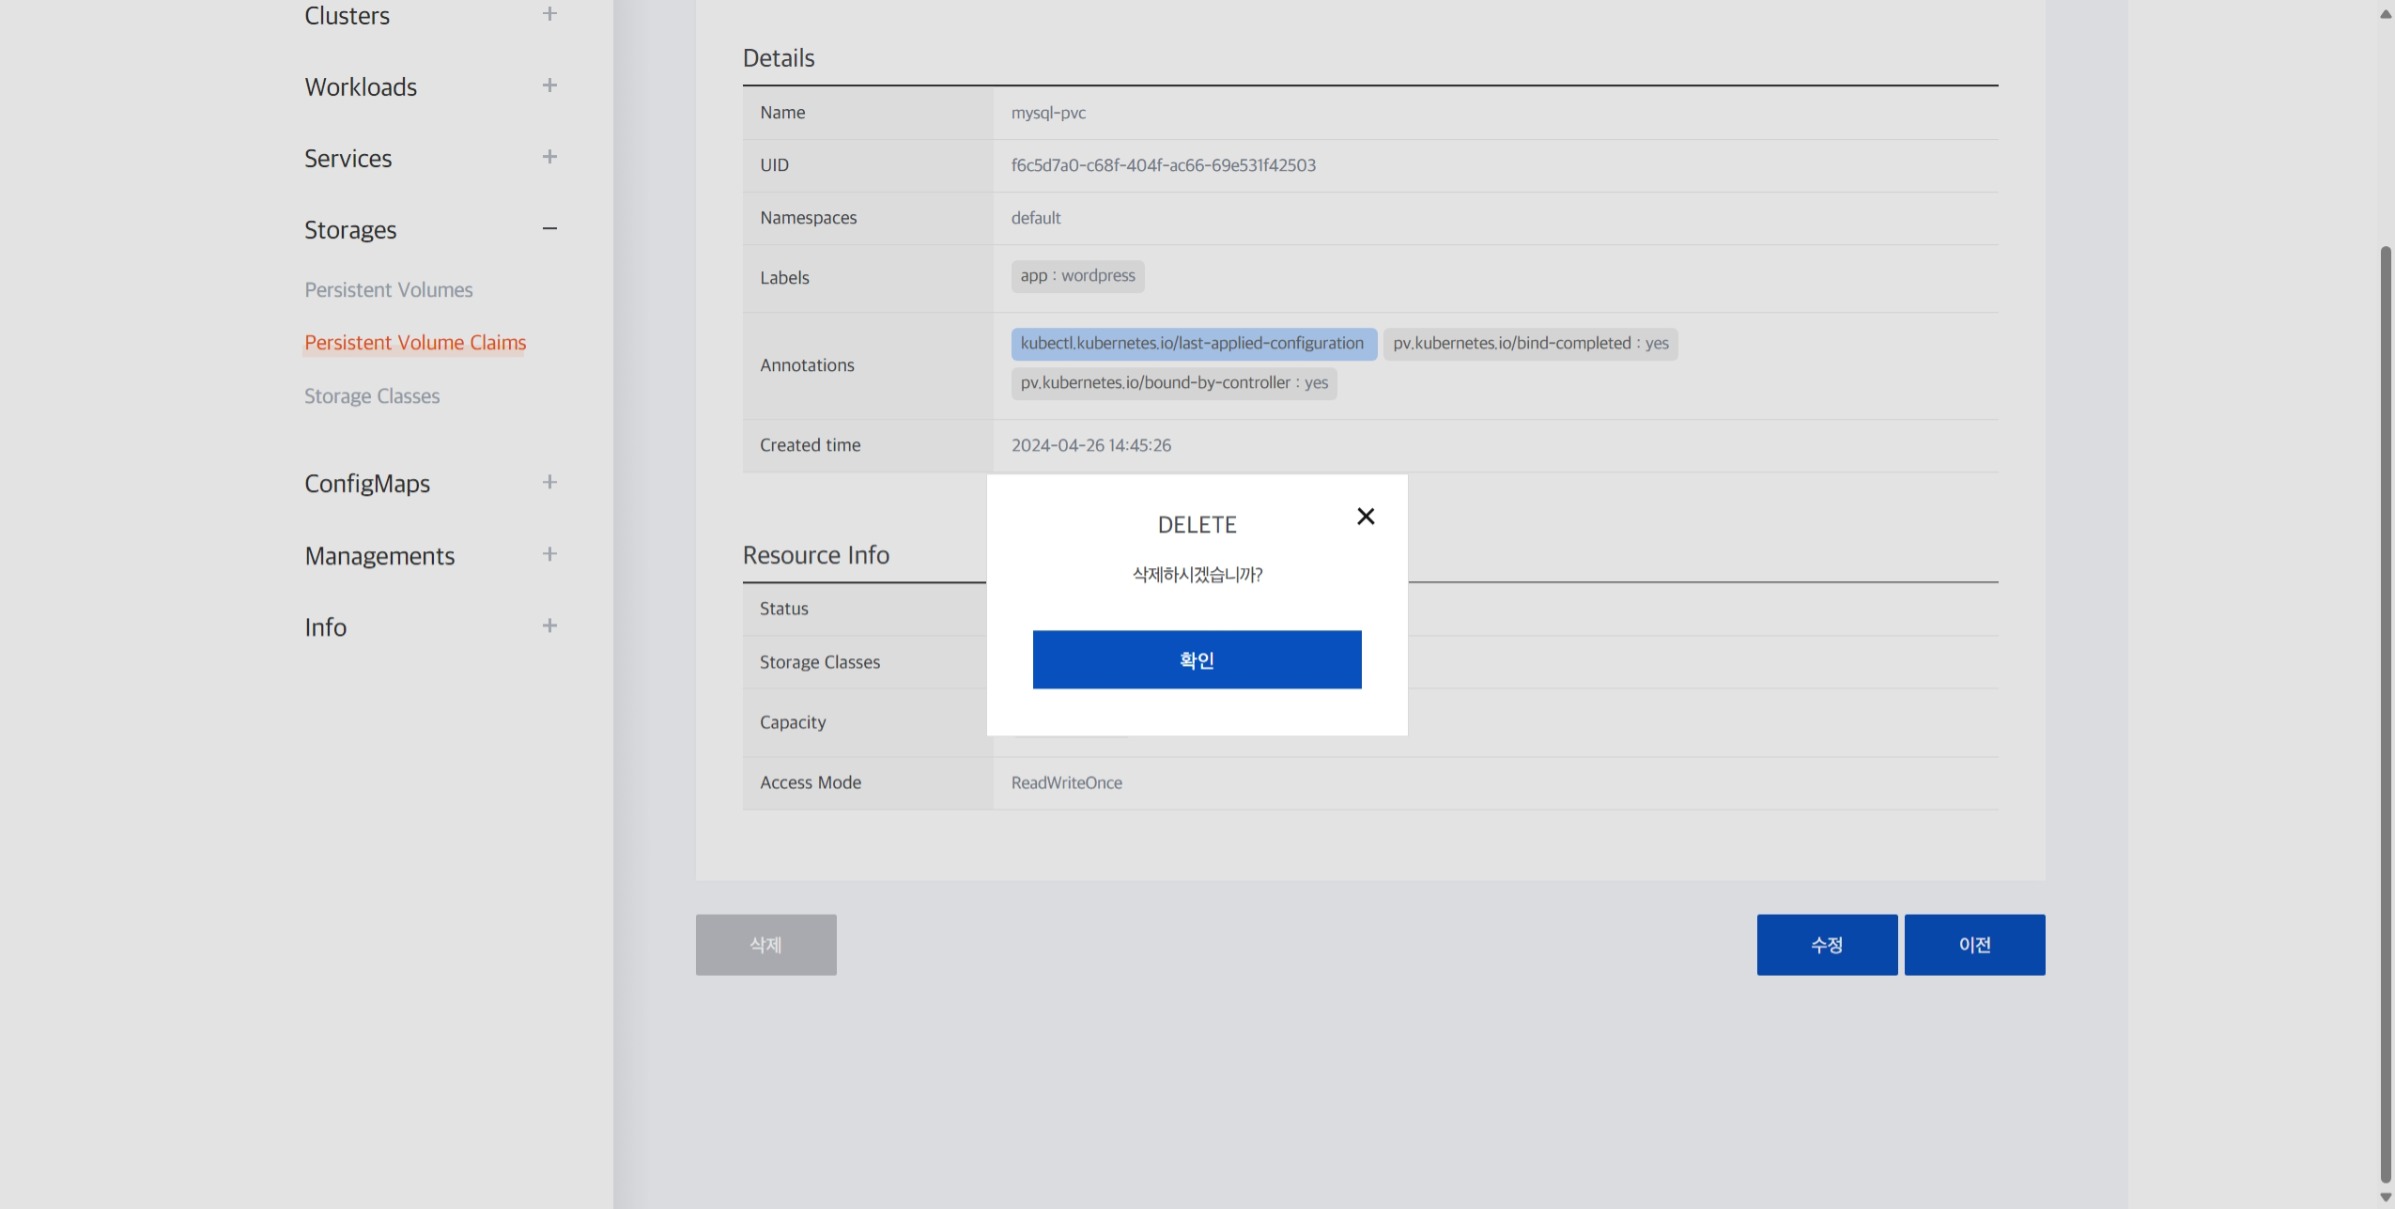 Clusters
Workloads
Services
Storages
Persistent Volumes
Persistent Volume Claims
Storage Classes
ConfigMaps
Managements
Info
Details
Name mysql-pvc
UID f6c5d7a0-c68f-404f-ac66-69e531f42503
Namespaces default
Labels app : wordpress
Annotations kubectl.kubernetes.io/last-applied-configuration pv.kubernetes.io/bind-completed : yes
pv.kubernetes.io/bound-by-controller : yes
Created time 2024-04-26 14:45:26
Resource Info
Status
Storage Classes
Capacity
Access Mode ReadWriteOnce
DELETE
삭제하시겠습니까?
확인
삭제 수정 이전